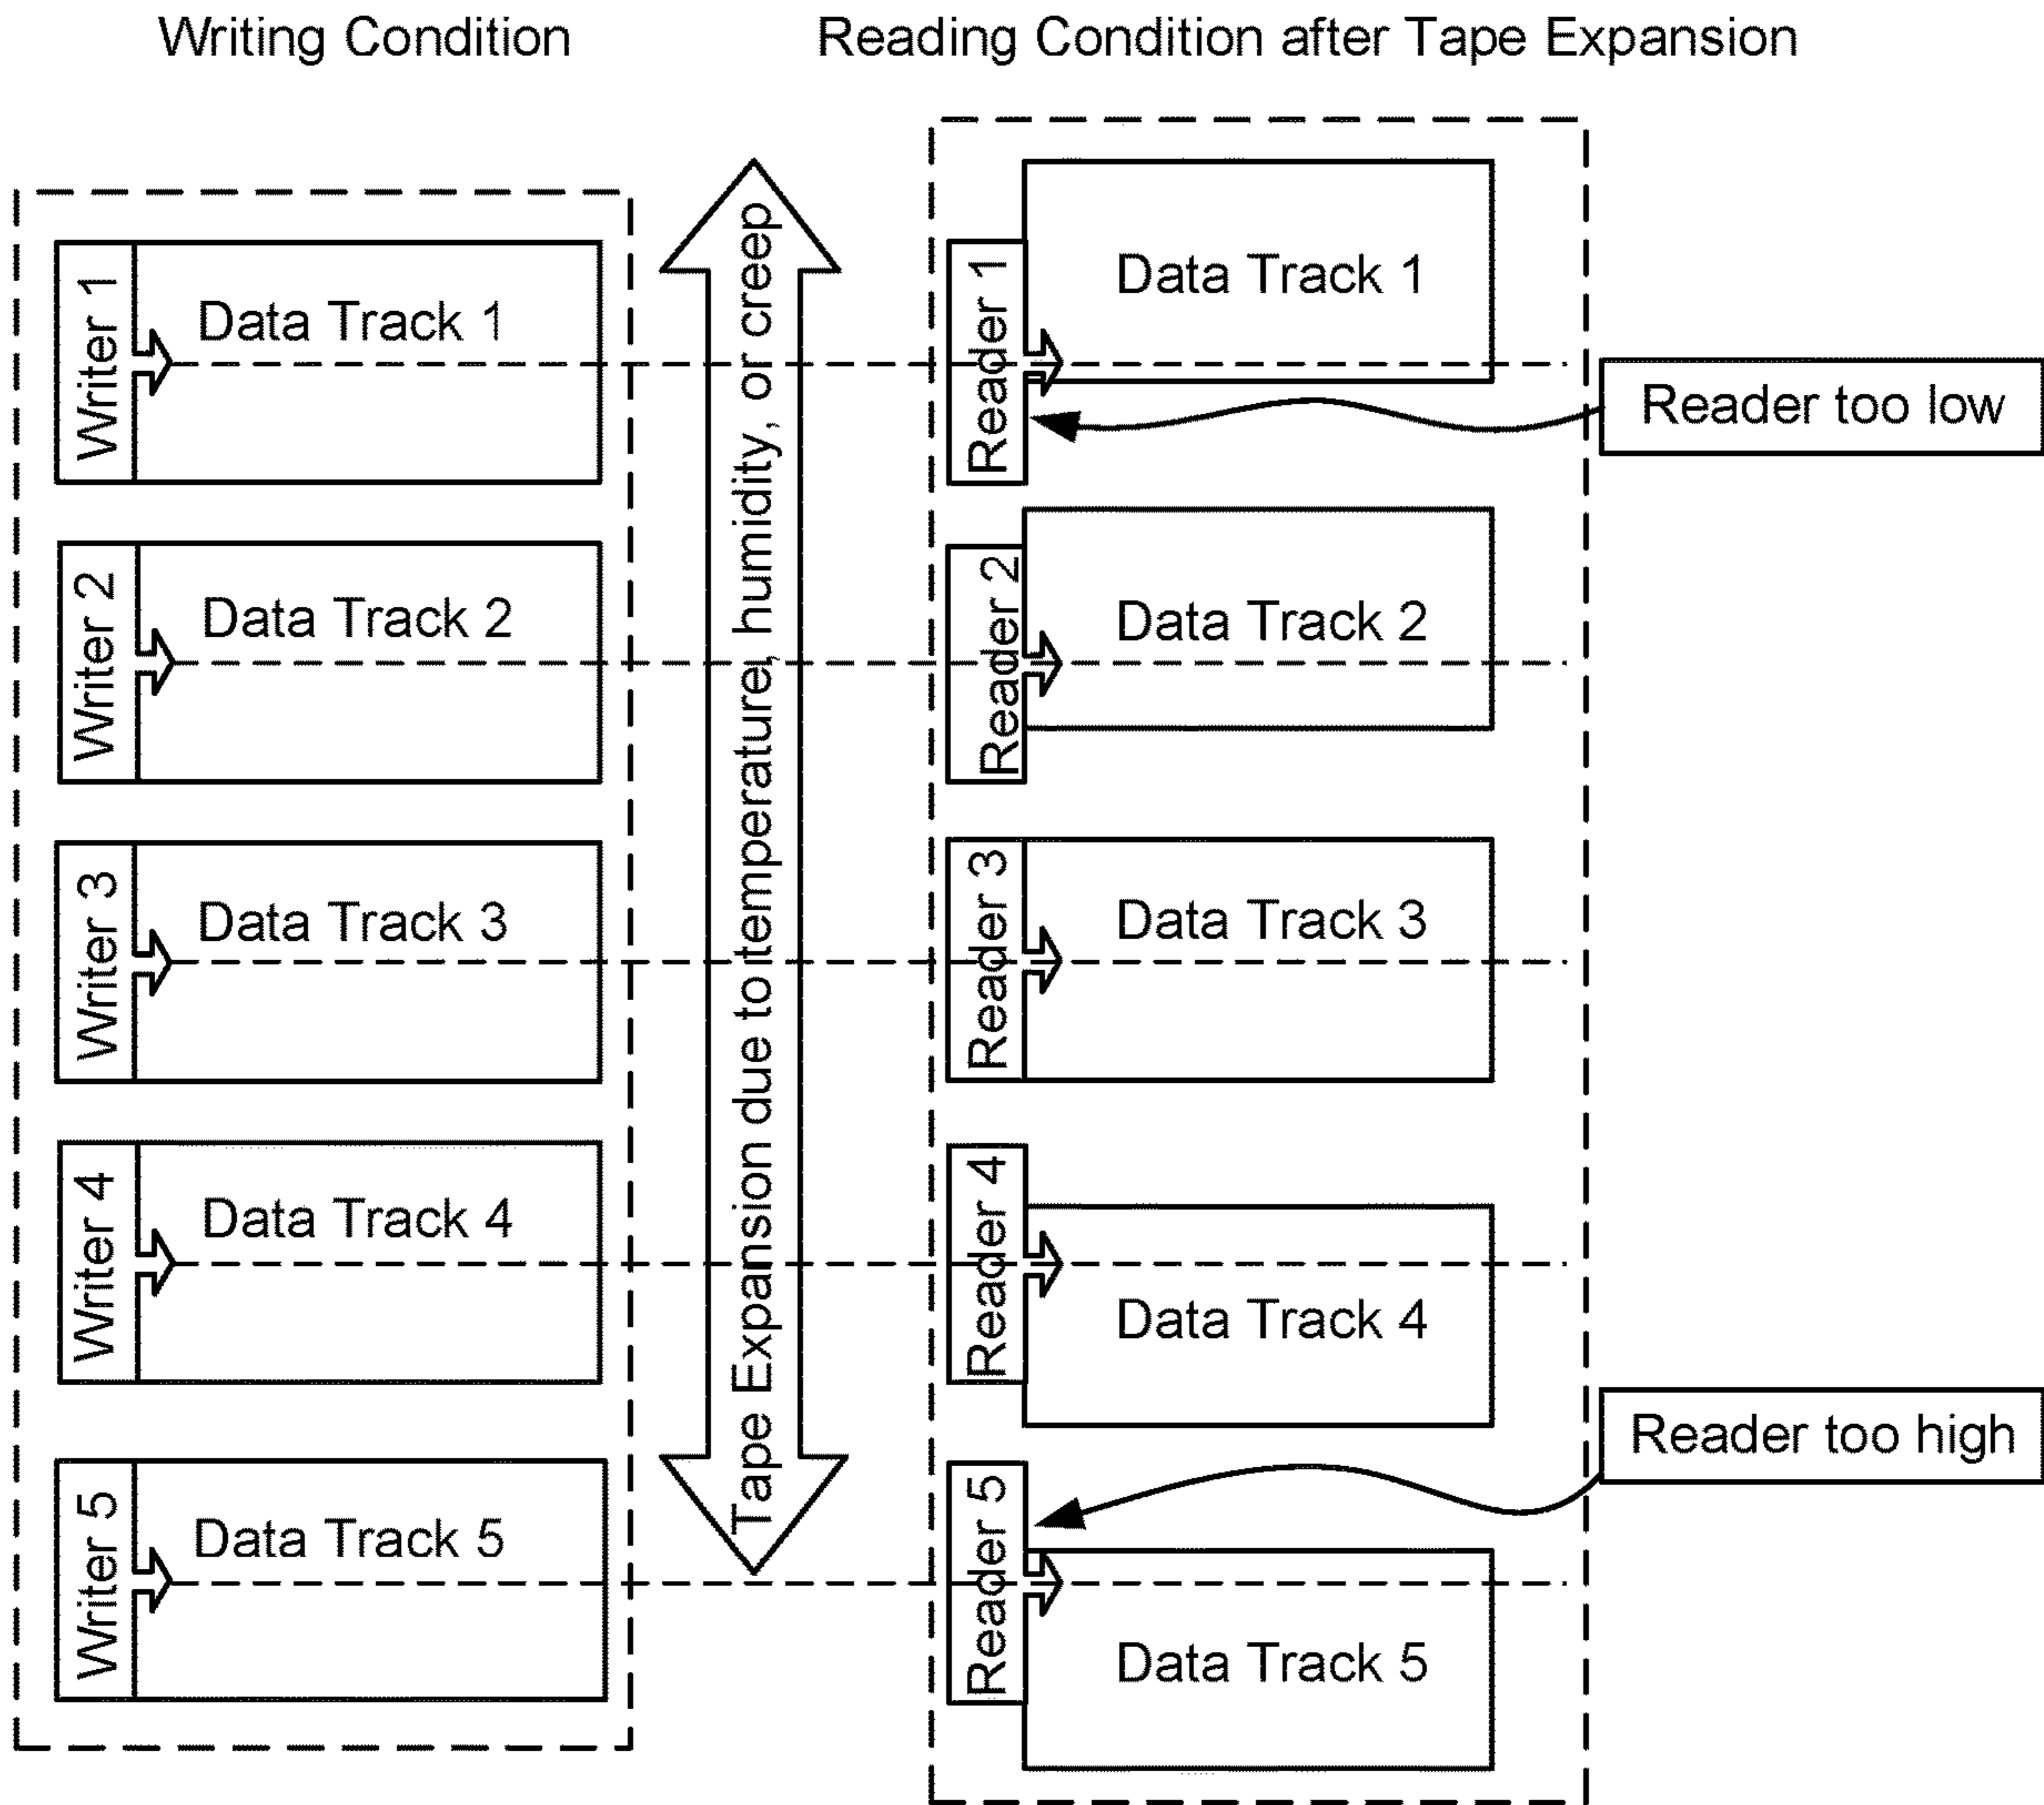 Writing Condition
Reading Condition after Tape Expansion
Writer 1
Data Track 1
Writer 2
Data Track 2
Writer 3
Data Track 3
Writer 4
Data Track 4
Writer 5
Data Track 5
Tape Expansion due to temperature, humidity, or creep
Reader 1
Data Track 1
Reader too low
Reader 2
Data Track 2
Reader 3
Data Track 3
Reader 4
Data Track 4
Reader too high
Reader 5
Data Track 5